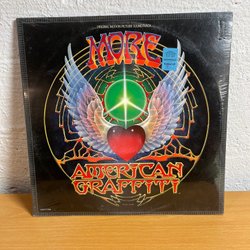 ORIGINAL MOTION PICTURE SOUNDTRACK
MORE
AMERICAN
GRAFFITI